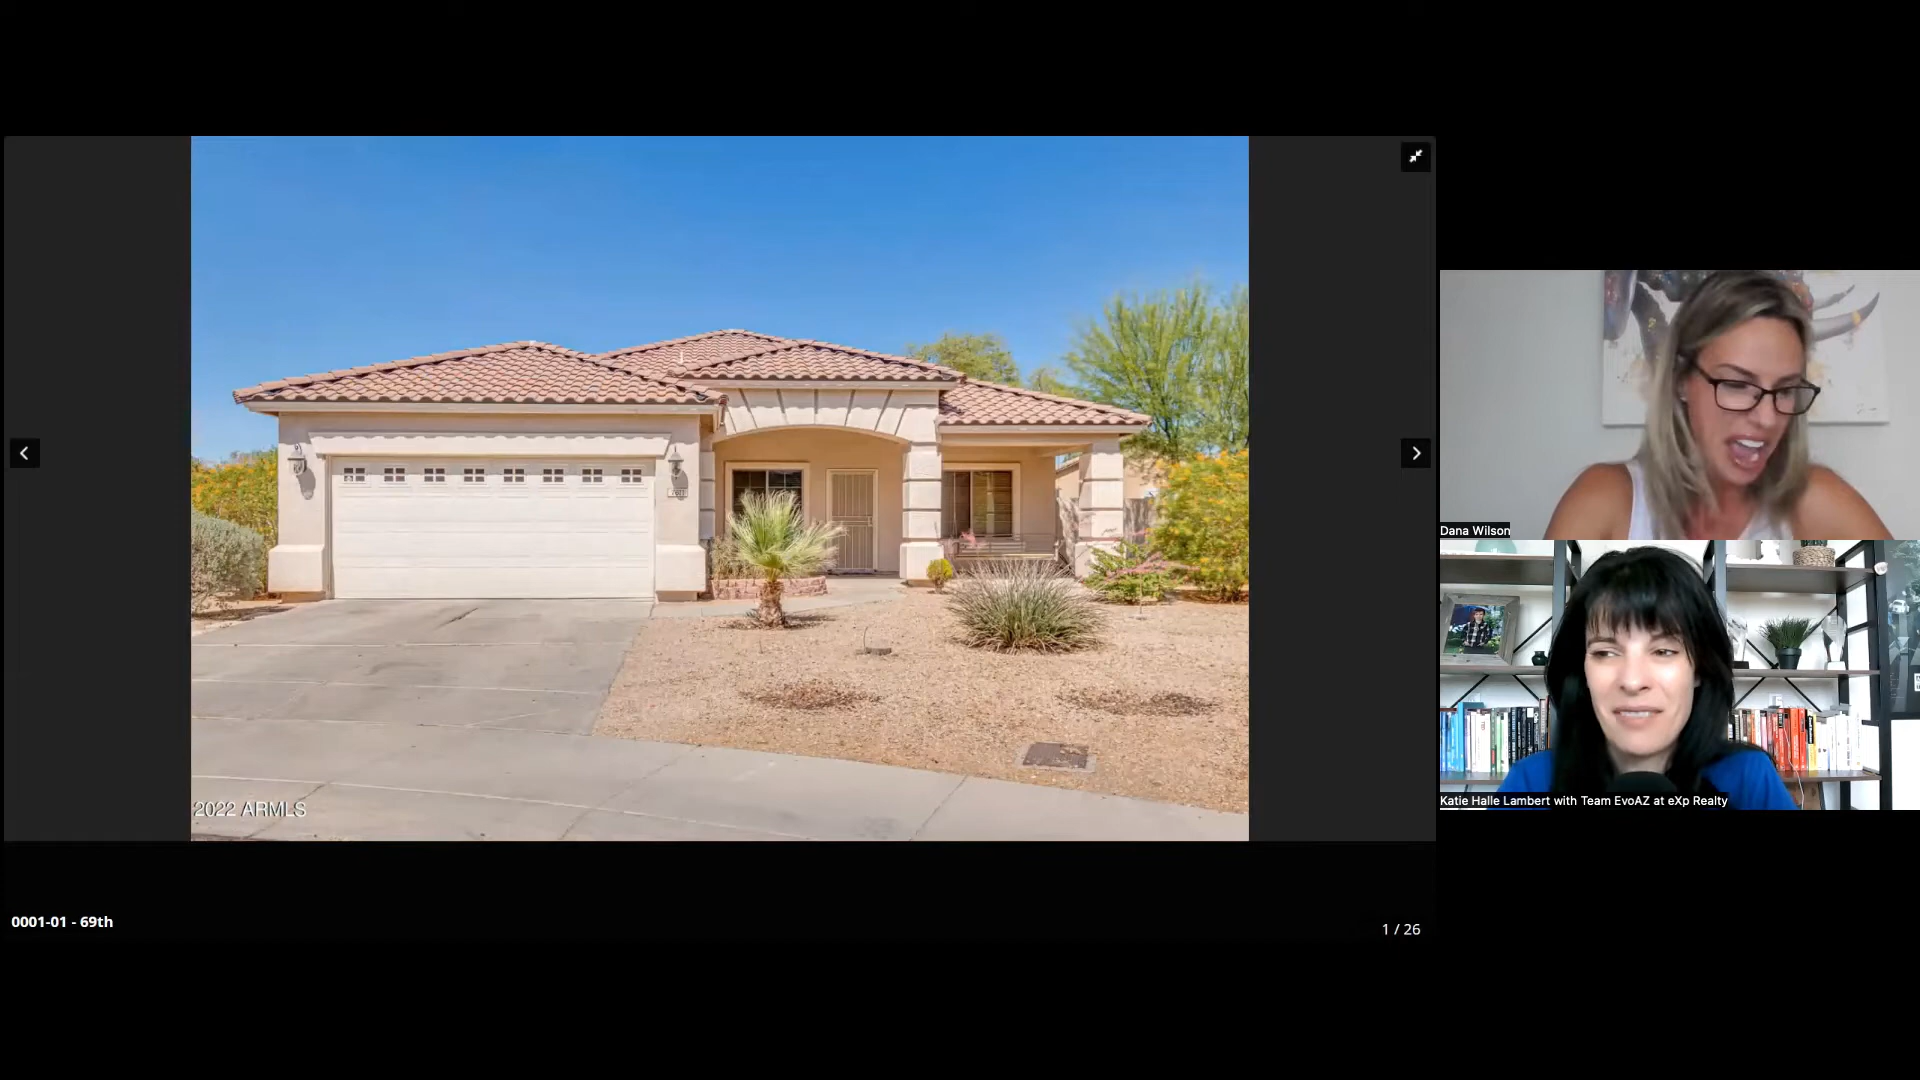 2022 ARMLS
0001-01 - 69th
1 / 26
Dana Wilson
Katie Halle Lambert with Team EvoAZ at eXp Realty